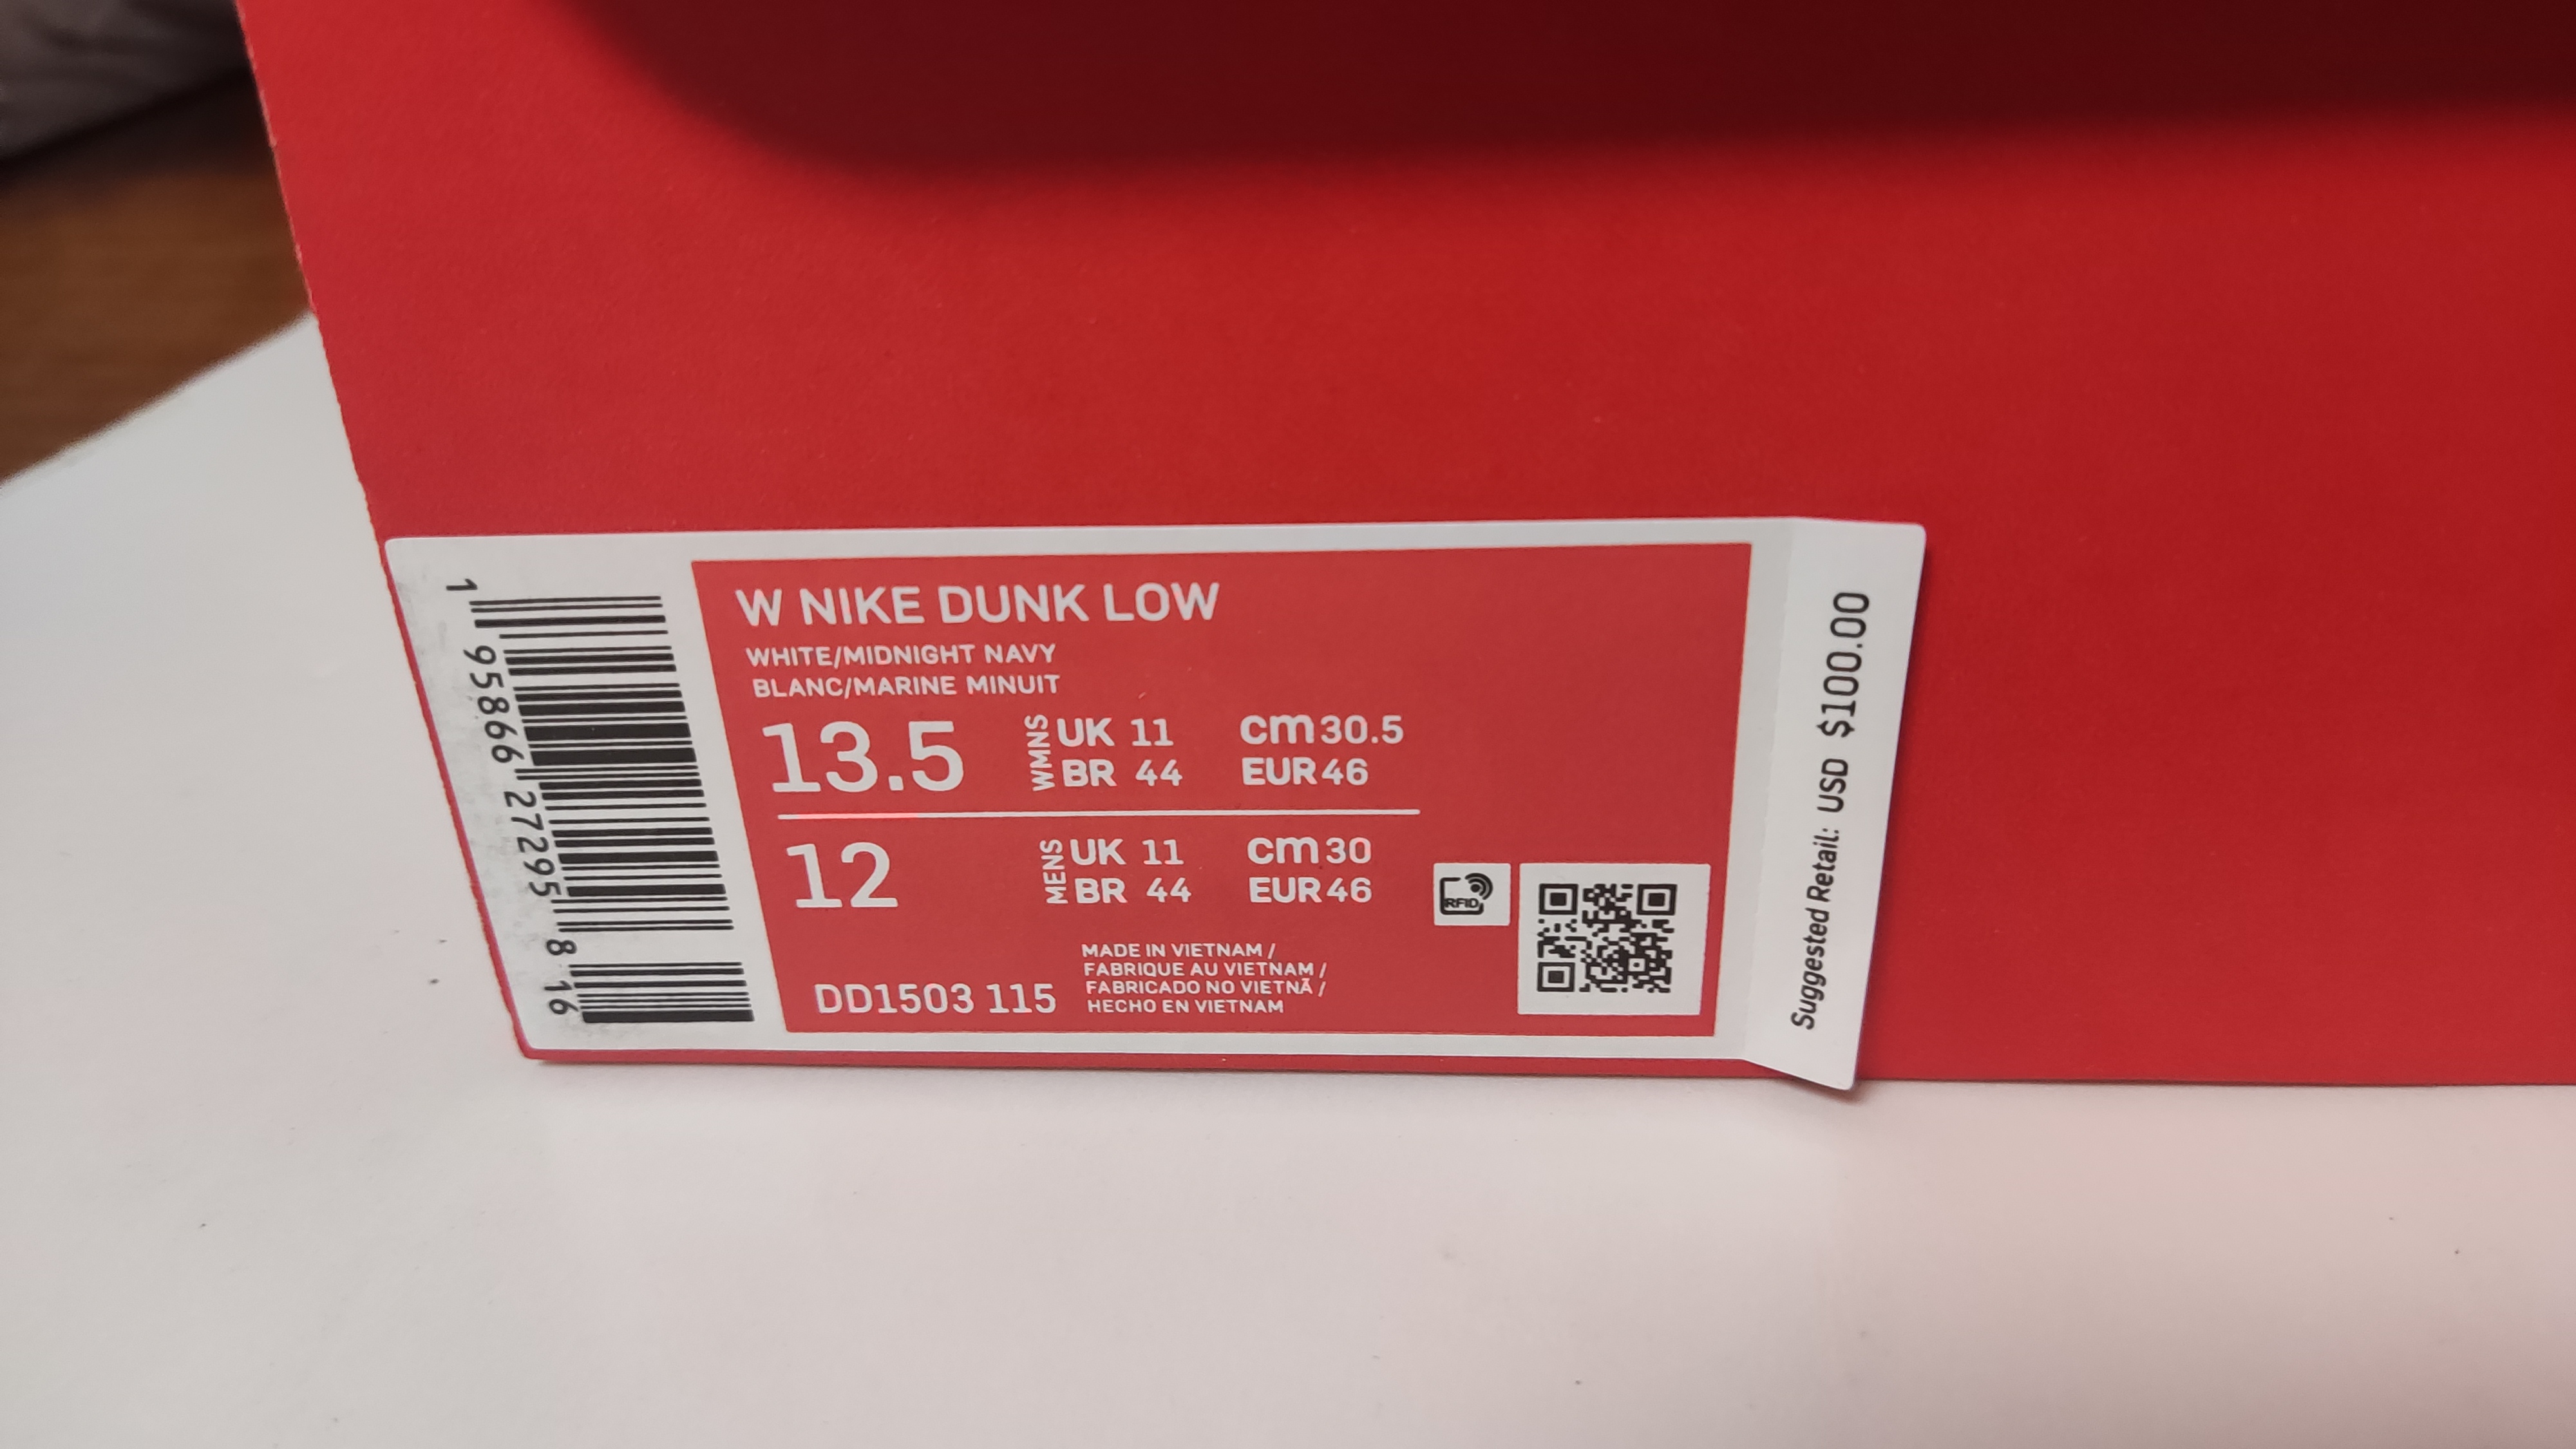 1 95866 27295 8 16
W NIKE DUNK LOW
WHITE/MIDNIGHT NAVY
BLANC/MARINE MINUIT
13.5
WMNS
UK 11
cm 30.5
BR 44
EUR 46
12
MENS
UK 11
cm 30
BR 44
EUR 46
RFID
DD1503 115
MADE IN VIETNAM /
FABRIQUE AU VIETNAM /
FABRICADO NO VIETNÃ /
HECHO EN VIETNAM
Suggested Retail: USD $100.00